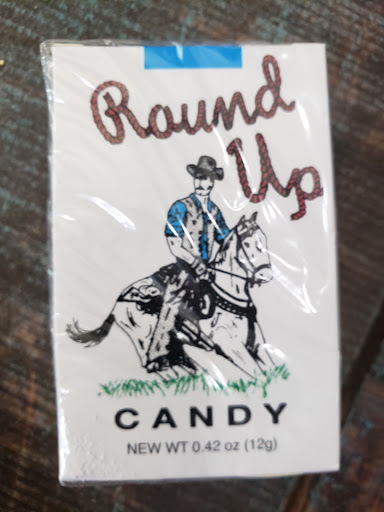 Round
Up
CANDY
NEW WT 0.42 oz (12g)